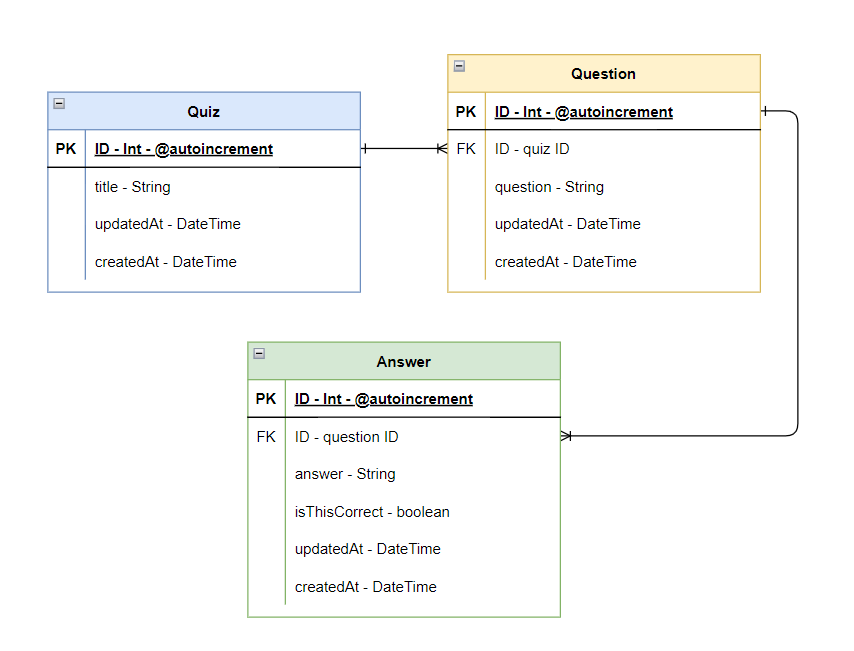 Quiz
PK ID - Int - @autoincrement
title - String
updatedAt - DateTime
createdAt - DateTime
Question
PK ID - Int - @autoincrement
FK ID - quiz ID
question - String
updatedAt - DateTime
createdAt - DateTime
Answer
PK ID - Int - @autoincrement
FK ID - question ID
answer - String
isThisCorrect - boolean
updatedAt - DateTime
createdAt - DateTime